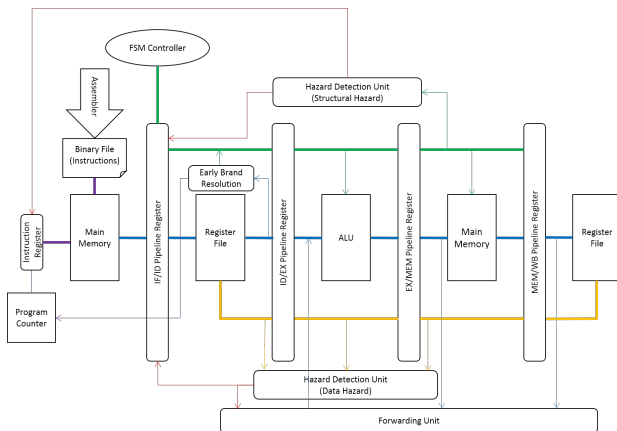 FSM Controller
Assembler
Hazard Detection Unit
(Structural Hazard)
Binary File
(Instructions)
Early Brand
Resolution
Instruction
Register
Main
Memory
IF/ID Pipeline Register
Register
File
ID/EX Pipeline Register
ALU
EX/MEM Pipeline Register
Main
Memory
MEM/WB Pipeline Register
Register
File
Program
Counter
Hazard Detection Unit
(Data Hazard)
Forwarding Unit